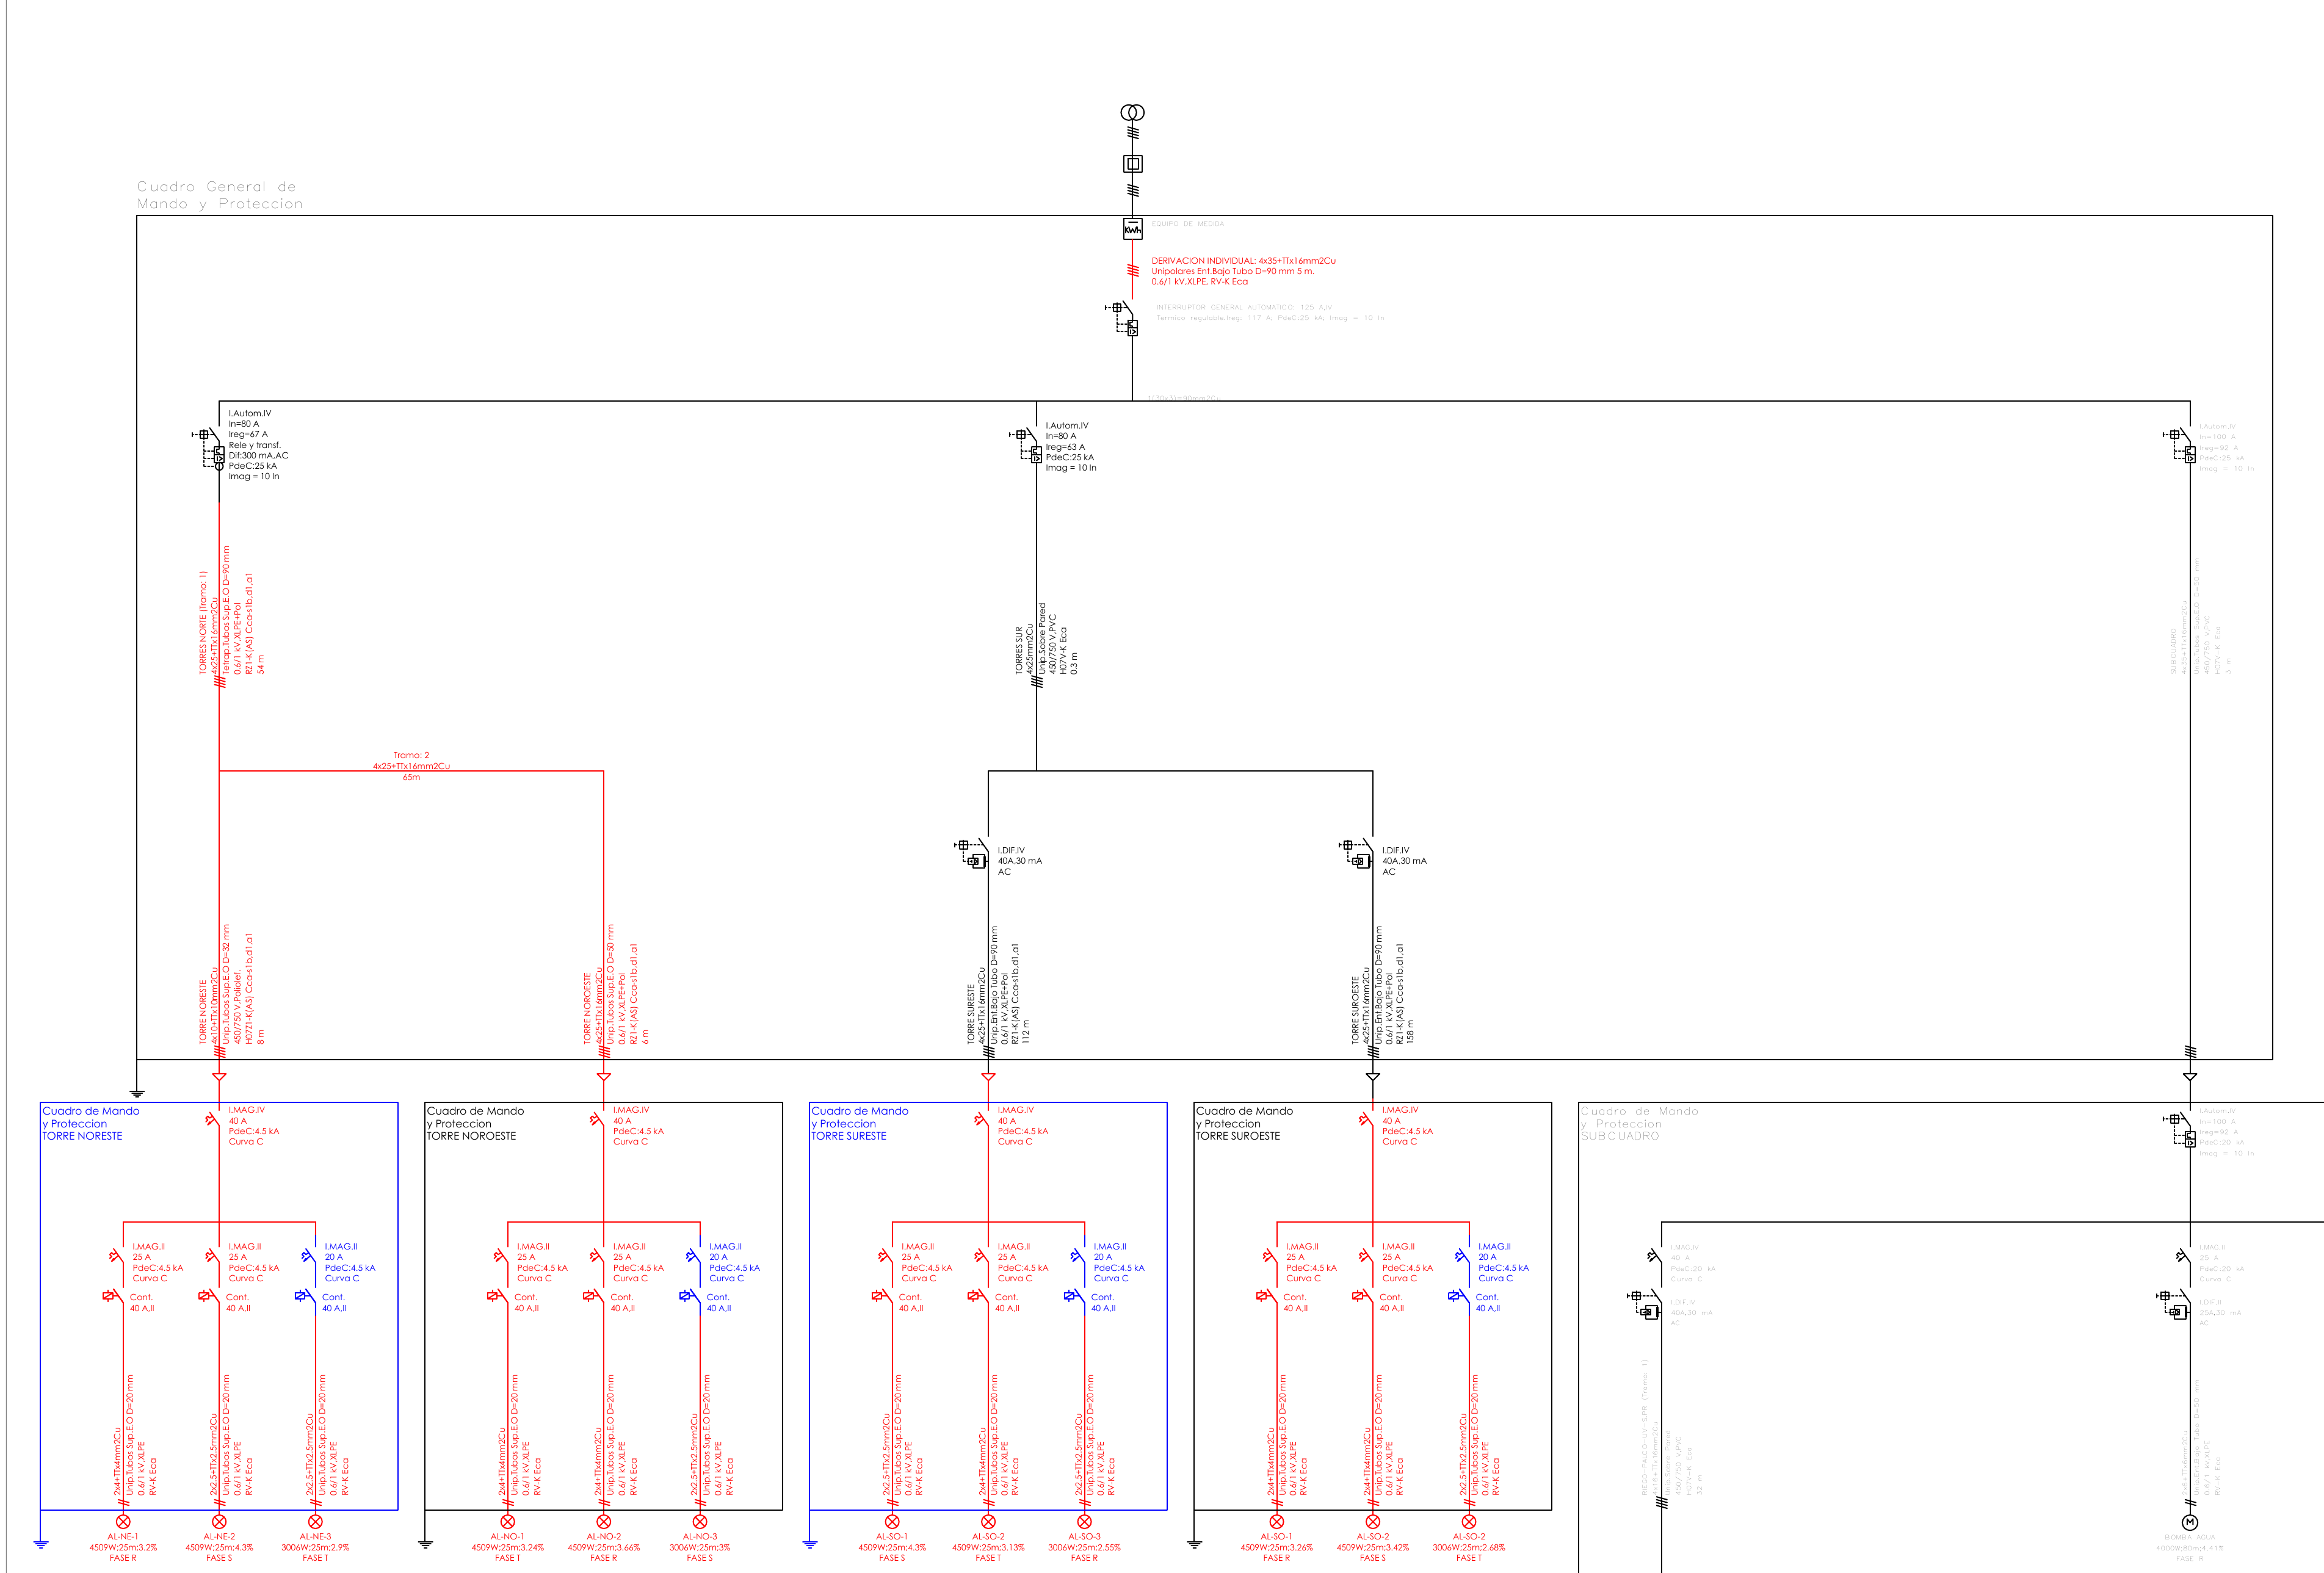 Cuadro General de
Mando y Proteccion
EQUIPO DE MEDIDA
DERIVACION INDIVIDUAL: 4x35+TTx16mm2Cu
Unipolares Ent.Bajo Tubo D=90 mm 5 m.
0.6/1 kV,XLPE, RV-K Eca
INTERRUPTOR GENERAL AUTOMATICO: 125 A,IV
Termico regulable.Ireg: 117 A; PdeC:25 kA; Imag = 10 In
1(30x3)=90mm2Cu
I.Autom.IV
In=80 A
Ireg=67 A
Rele y transf.
Dif:300 mA,AC
PdeC:25 kA
Imag = 10 In
I.Autom.IV
In=80 A
Ireg=63 A
PdeC:25 kA
Imag = 10 In
I.Autom.IV
In=100 A
Ireg=92 A
PdeC:25 kA
Imag = 10 In
TORRES NORTE (Tramo: 1)
4x25+TTx16mm2Cu
Tetrap.Tubos Sup.E.O D=90 mm
0.6/1 kV,XLPE+Pol
RZ1-K(AS) Cca-s1b,d1,a1
54 m
TORRES SUR
4x25mm2Cu
Unip.Sobre Pared
450/750 V,PVC
H07V-K Eca
0.3 m
SUBCUADRO
4x35+TTx16mm2Cu
Unip.Tubos Sup.E.O D=50 mm
450/750 V,PVC
H07V-K Eca
3 m
Tramo: 2
4x25+TTx16mm2Cu
65m
I.DIF.IV
40A,30 mA
AC
I.DIF.IV
40A,30 mA
AC
TORRE NORESTE
4x10+TTx10mm2Cu
Unip.Tubos Sup.E.O D=32 mm
450/750 V,Poliolef.
H07Z1-K(AS) Cca-s1b,d1,a1
8 m
TORRE NOROESTE
4x25+TTx16mm2Cu
Unip.Tubos Sup.E.O D=50 mm
0.6/1 kV,XLPE+Pol
RZ1-K(AS) Cca-s1b,d1,a1
6 m
TORRE SURESTE
4x25+TTx16mm2Cu
Unip.Ent.Bajo Tubo D=90 mm
0.6/1 kV,XLPE+Pol
RZ1-K(AS) Cca-s1b,d1,a1
112 m
TORRE SUROESTE
4x25+TTx16mm2Cu
Unip.Ent.Bajo Tubo D=90 mm
0.6/1 kV,XLPE+Pol
RZ1-K(AS) Cca-s1b,d1,a1
158 m
Cuadro de Mando
y Proteccion
TORRE NORESTE
I.MAG.IV
40 A
PdeC:4.5 kA
Curva C
Cuadro de Mando
y Proteccion
TORRE NOROESTE
I.MAG.IV
40 A
PdeC:4.5 kA
Curva C
Cuadro de Mando
y Proteccion
TORRE SURESTE
I.MAG.IV
40 A
PdeC:4.5 kA
Curva C
Cuadro de Mando
y Proteccion
TORRE SUROESTE
I.MAG.IV
40 A
PdeC:4.5 kA
Curva C
Cuadro de Mando
y Proteccion
SUBCUADRO
I.Autom.IV
In=100 A
Ireg=92 A
PdeC:20 kA
Imag = 10 In
I.MAG.II
25 A
PdeC:4.5 kA
Curva C
Cont.
40 A,II
I.MAG.II
25 A
PdeC:4.5 kA
Curva C
Cont.
40 A,II
I.MAG.II
20 A
PdeC:4.5 kA
Curva C
Cont.
40 A,II
I.MAG.II
25 A
PdeC:4.5 kA
Curva C
Cont.
40 A,II
I.MAG.II
25 A
PdeC:4.5 kA
Curva C
Cont.
40 A,II
I.MAG.II
20 A
PdeC:4.5 kA
Curva C
Cont.
40 A,II
I.MAG.II
25 A
PdeC:4.5 kA
Curva C
Cont.
40 A,II
I.MAG.II
25 A
PdeC:4.5 kA
Curva C
Cont.
40 A,II
I.MAG.II
20 A
PdeC:4.5 kA
Curva C
Cont.
40 A,II
I.MAG.II
25 A
PdeC:4.5 kA
Curva C
Cont.
40 A,II
I.MAG.II
25 A
PdeC:4.5 kA
Curva C
Cont.
40 A,II
I.MAG.II
20 A
PdeC:4.5 kA
Curva C
Cont.
40 A,II
I.MAG.IV
40 A
PdeC:20 kA
Curva C
I.DIF.IV
40A,30 mA
AC
I.MAG.II
25 A
PdeC:20 kA
Curva C
I.DIF.II
25A,30 mA
AC
2x4+TTx4mm2Cu
Unip.Tubos Sup.E.O D=20 mm
0.6/1 kV,XLPE
RV-K Eca
2x2.5+TTx2.5mm2Cu
Unip.Tubos Sup.E.O D=20 mm
0.6/1 kV,XLPE
RV-K Eca
2x2.5+TTx2.5mm2Cu
Unip.Tubos Sup.E.O D=20 mm
0.6/1 kV,XLPE
RV-K Eca
2x4+TTx4mm2Cu
Unip.Tubos Sup.E.O D=20 mm
0.6/1 kV,XLPE
RV-K Eca
2x4+TTx4mm2Cu
Unip.Tubos Sup.E.O D=20 mm
0.6/1 kV,XLPE
RV-K Eca
2x2.5+TTx2.5mm2Cu
Unip.Tubos Sup.E.O D=20 mm
0.6/1 kV,XLPE
RV-K Eca
2x2.5+TTx2.5mm2Cu
Unip.Tubos Sup.E.O D=20 mm
0.6/1 kV,XLPE
RV-K Eca
2x4+TTx4mm2Cu
Unip.Tubos Sup.E.O D=20 mm
0.6/1 kV,XLPE
RV-K Eca
2x2.5+TTx2.5mm2Cu
Unip.Tubos Sup.E.O D=20 mm
0.6/1 kV,XLPE
RV-K Eca
2x4+TTx4mm2Cu
Unip.Tubos Sup.E.O D=20 mm
0.6/1 kV,XLPE
RV-K Eca
2x4+TTx4mm2Cu
Unip.Tubos Sup.E.O D=20 mm
0.6/1 kV,XLPE
RV-K Eca
2x2.5+TTx2.5mm2Cu
Unip.Tubos Sup.E.O D=20 mm
0.6/1 kV,XLPE
RV-K Eca
4x6+TTx6mm2Cu
Unip.Sobre Pared
450/750 V,PVC
H07V-K Eca
32 m
2x6+TTx6mm2Cu
Unip.Ent.Bajo Tubo D=50 mm
0.6/1 kV,XLPE
RV-K Eca
AL-NE-1
4509W;25m;3.2%
FASE R
AL-NE-2
4509W;25m;4.3%
FASE S
AL-NE-3
3006W;25m;2.9%
FASE T
AL-NO-1
4509W;25m;3.24%
FASE T
AL-NO-2
4509W;25m;3.66%
FASE R
AL-NO-3
3006W;25m;3%
FASE S
AL-SO-1
4509W;25m;4.3%
FASE S
AL-SO-2
4509W;25m;3.13%
FASE T
AL-SO-3
3006W;25m;2.55%
FASE R
AL-SO-1
4509W;25m;3.26%
FASE R
AL-SO-2
4509W;25m;3.42%
FASE S
AL-SO-2
3006W;25m;2.68%
FASE T
BOMBA AGUA
4000W;80m;4.41%
FASE R
KWh
M